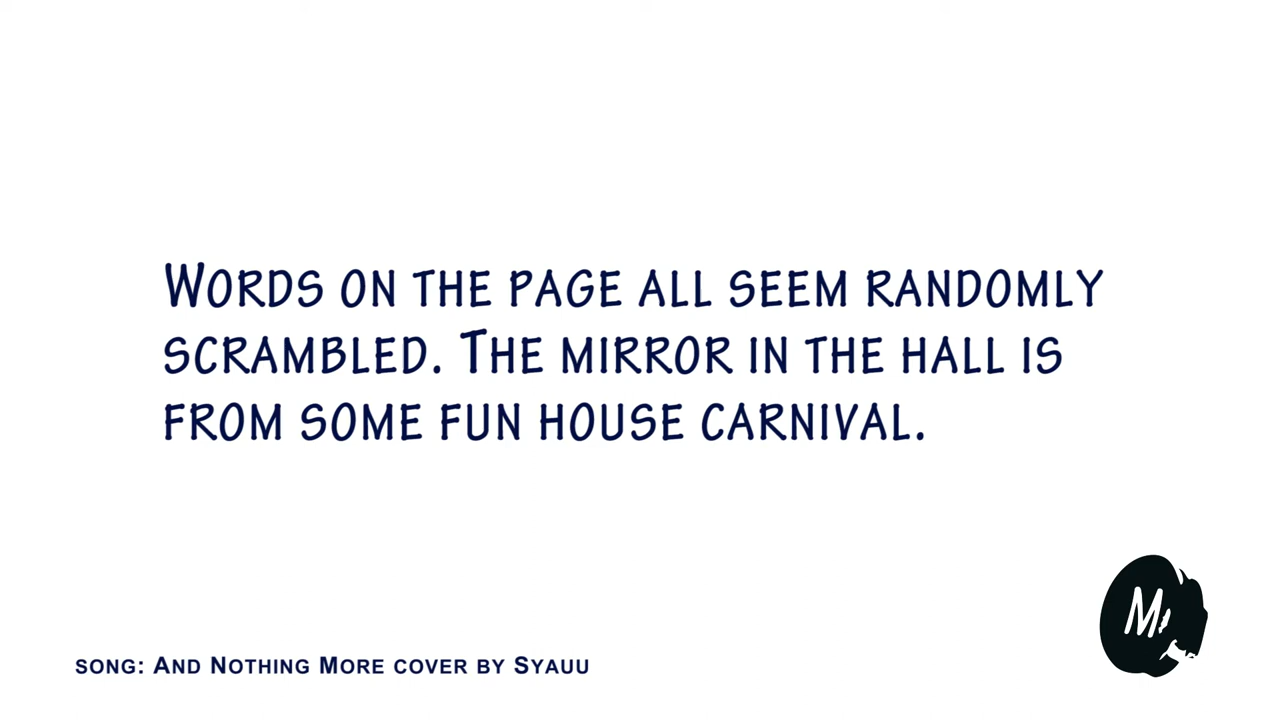 Words on the page all seem randomly
scrambled. The mirror in the hall is
from some fun house carnival.
M
song: And Nothing More cover by Syauu